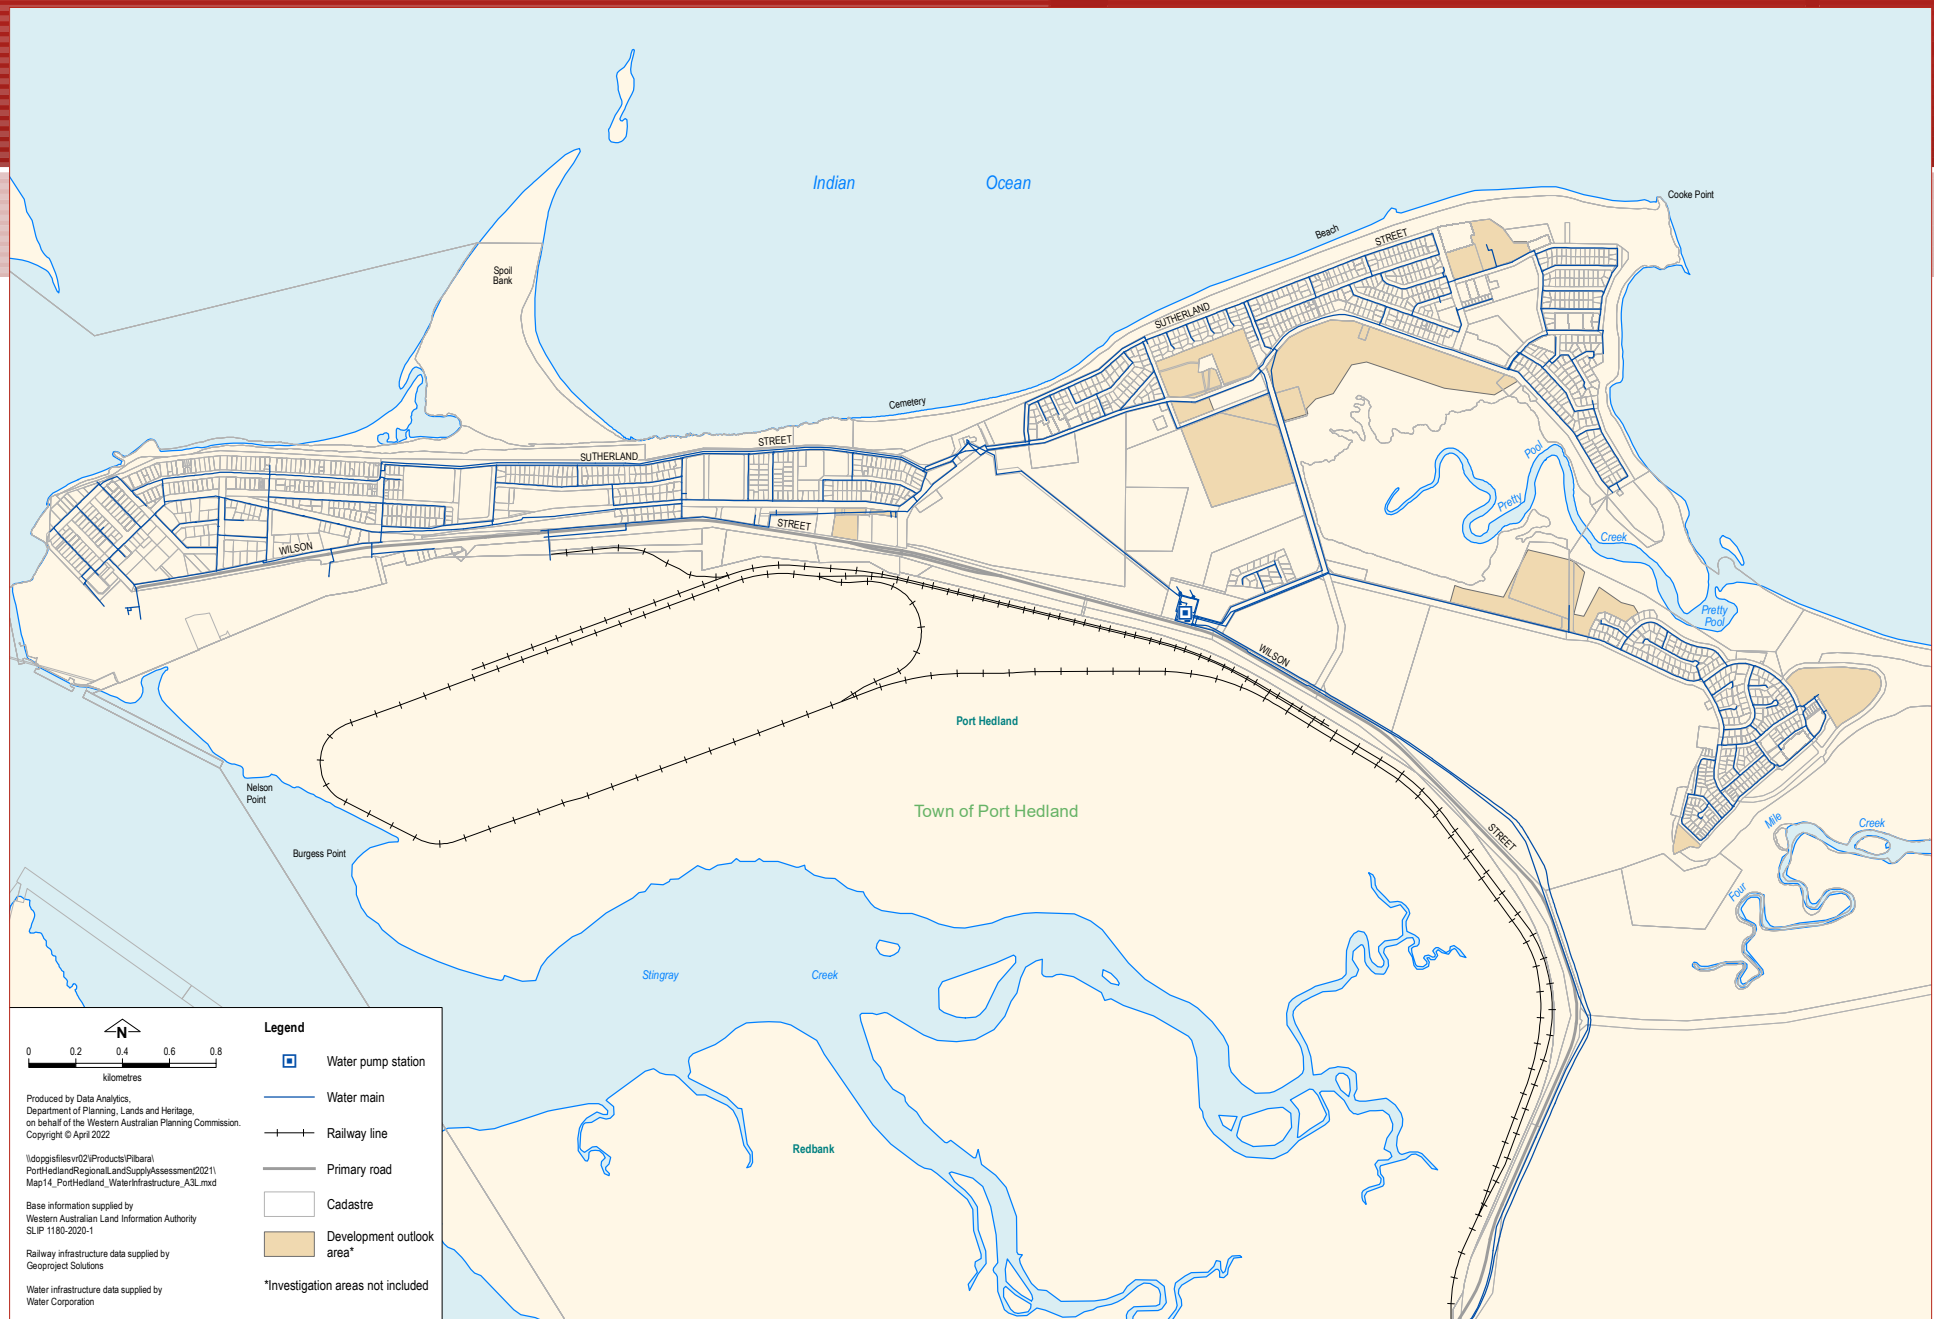 Indian Ocean
Cooke Point
Beach
STREET
Spoil
Bank
SUTHERLAND
Cemetery
STREET
SUTHERLAND
Pool
Pretty
STREET
Creek
WILSON
Pretty
Pool
WILSON
Port Hedland
Nelson
Point
Town of Port Hedland
STREET
Mile
Creek
Burgess Point
Four
Stingray
Creek
Redbank
N
0 0.2 0.4 0.6 0.8
kilometres
Produced by Data Analytics,
Department of Planning, Lands and Heritage,
on behalf of the Western Australian Planning Commission.
Copyright © April 2022
\\dopgisfilesvr02\iProducts\Pilbara\
PortHedlandRegionalLandSupplyAssessment2021\
Map14_PortHedland_WaterInfrastructure_A3L.mxd
Base information supplied by
Western Australian Land Information Authority
SLIP 1180-2020-1
Railway infrastructure data supplied by
Geoproject Solutions
Water infrastructure data supplied by
Water Corporation
Legend
Water pump station
Water main
Railway line
Primary road
Cadastre
Development outlook
area*
*Investigation areas not included